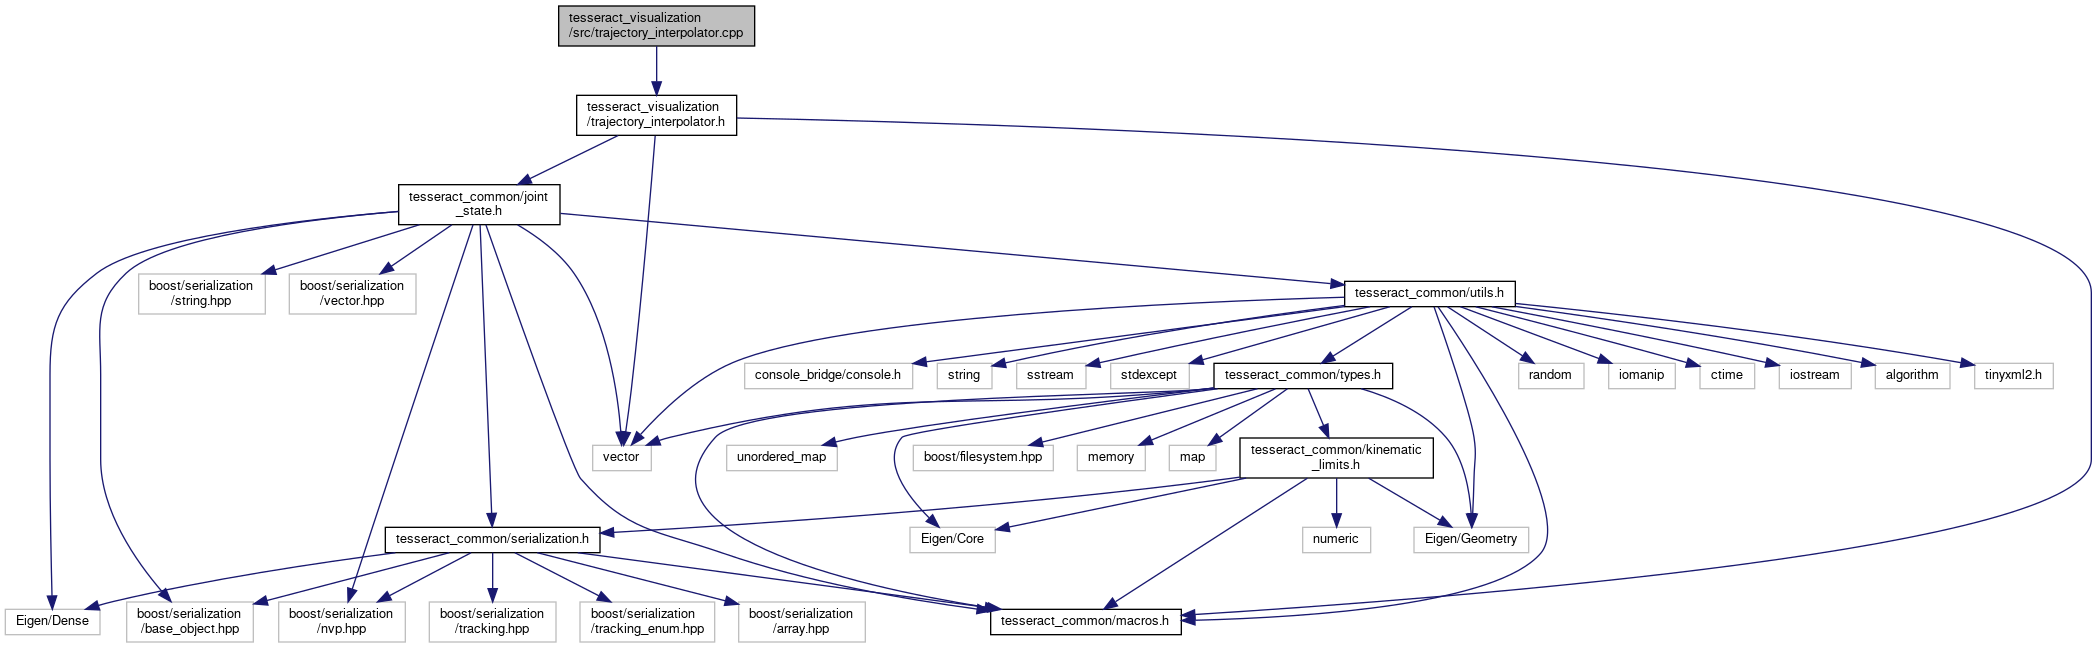 tesseract_visualization
/src/trajectory_interpolator.cpp
tesseract_visualization
/trajectory_interpolator.h
tesseract_common/joint
_state.h
boost/serialization
/string.hpp
boost/serialization
/vector.hpp
tesseract_common/utils.h
console_bridge/console.h
string
sstream
stdexcept
tesseract_common/types.h
random
iomanip
ctime
iostream
algorithm
tinyxml2.h
vector
unordered_map
boost/filesystem.hpp
memory
map
tesseract_common/kinematic
_limits.h
tesseract_common/serialization.h
Eigen/Core
numeric
Eigen/Geometry
Eigen/Dense
boost/serialization
/base_object.hpp
boost/serialization
/nvp.hpp
boost/serialization
/tracking.hpp
boost/serialization
/tracking_enum.hpp
boost/serialization
/array.hpp
tesseract_common/macros.h